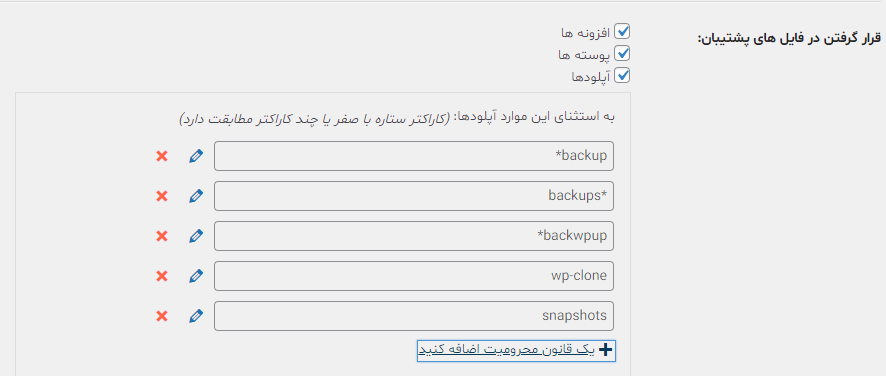 قرار گرفتن در فایل های پشتیبان:
افزونه ها
پوسته ها
آپلودها
به استثنای این موارد آپلودها: (کاراکتر ستاره با صفر یا چند کاراکتر مطابقت دارد)
*backup
backups*
*backwpup
wp-clone
snapshots
یک قانون محرومیت اضافه کنید